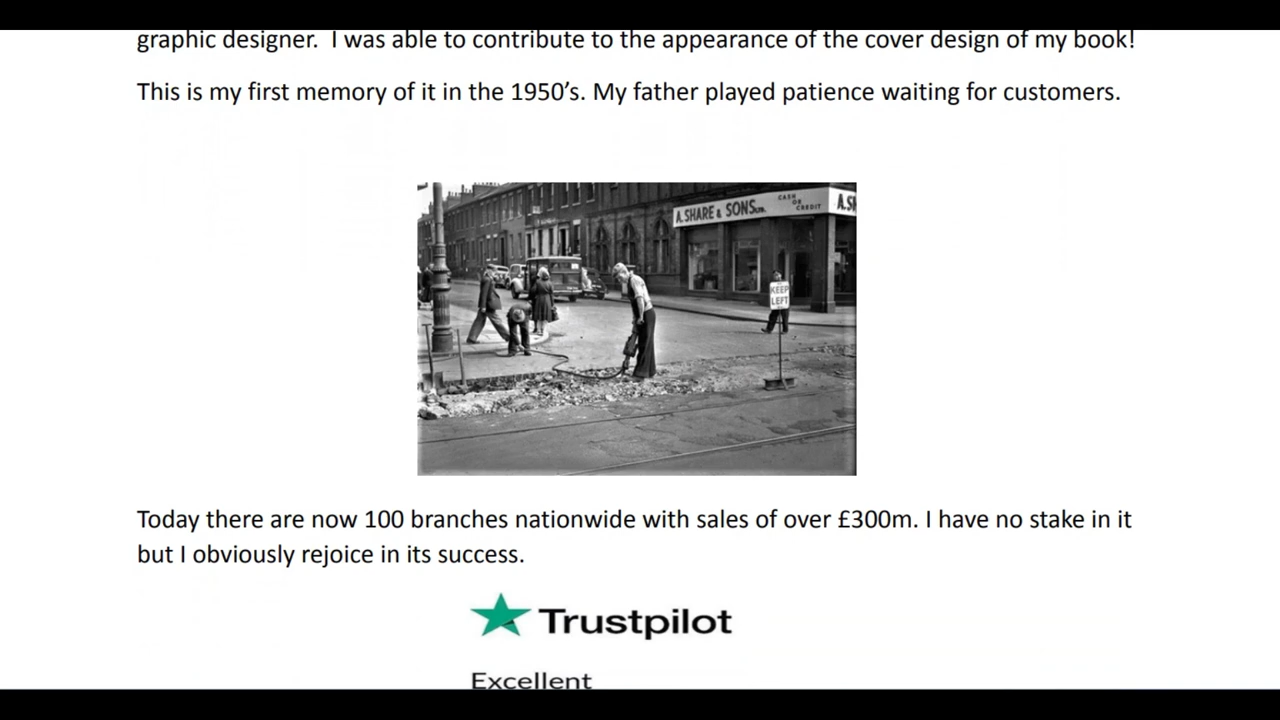 graphic designer.  I was able to contribute to the appearance of the cover design of my book!
This is my first memory of it in the 1950’s. My father played patience waiting for customers.
A.SHARE & SONS LTD.
CASH
OR
CREDIT
A.SH
KEEP
LEFT
Today there are now 100 branches nationwide with sales of over £300m. I have no stake in it
but I obviously rejoice in its success.
Trustpilot
Excellent